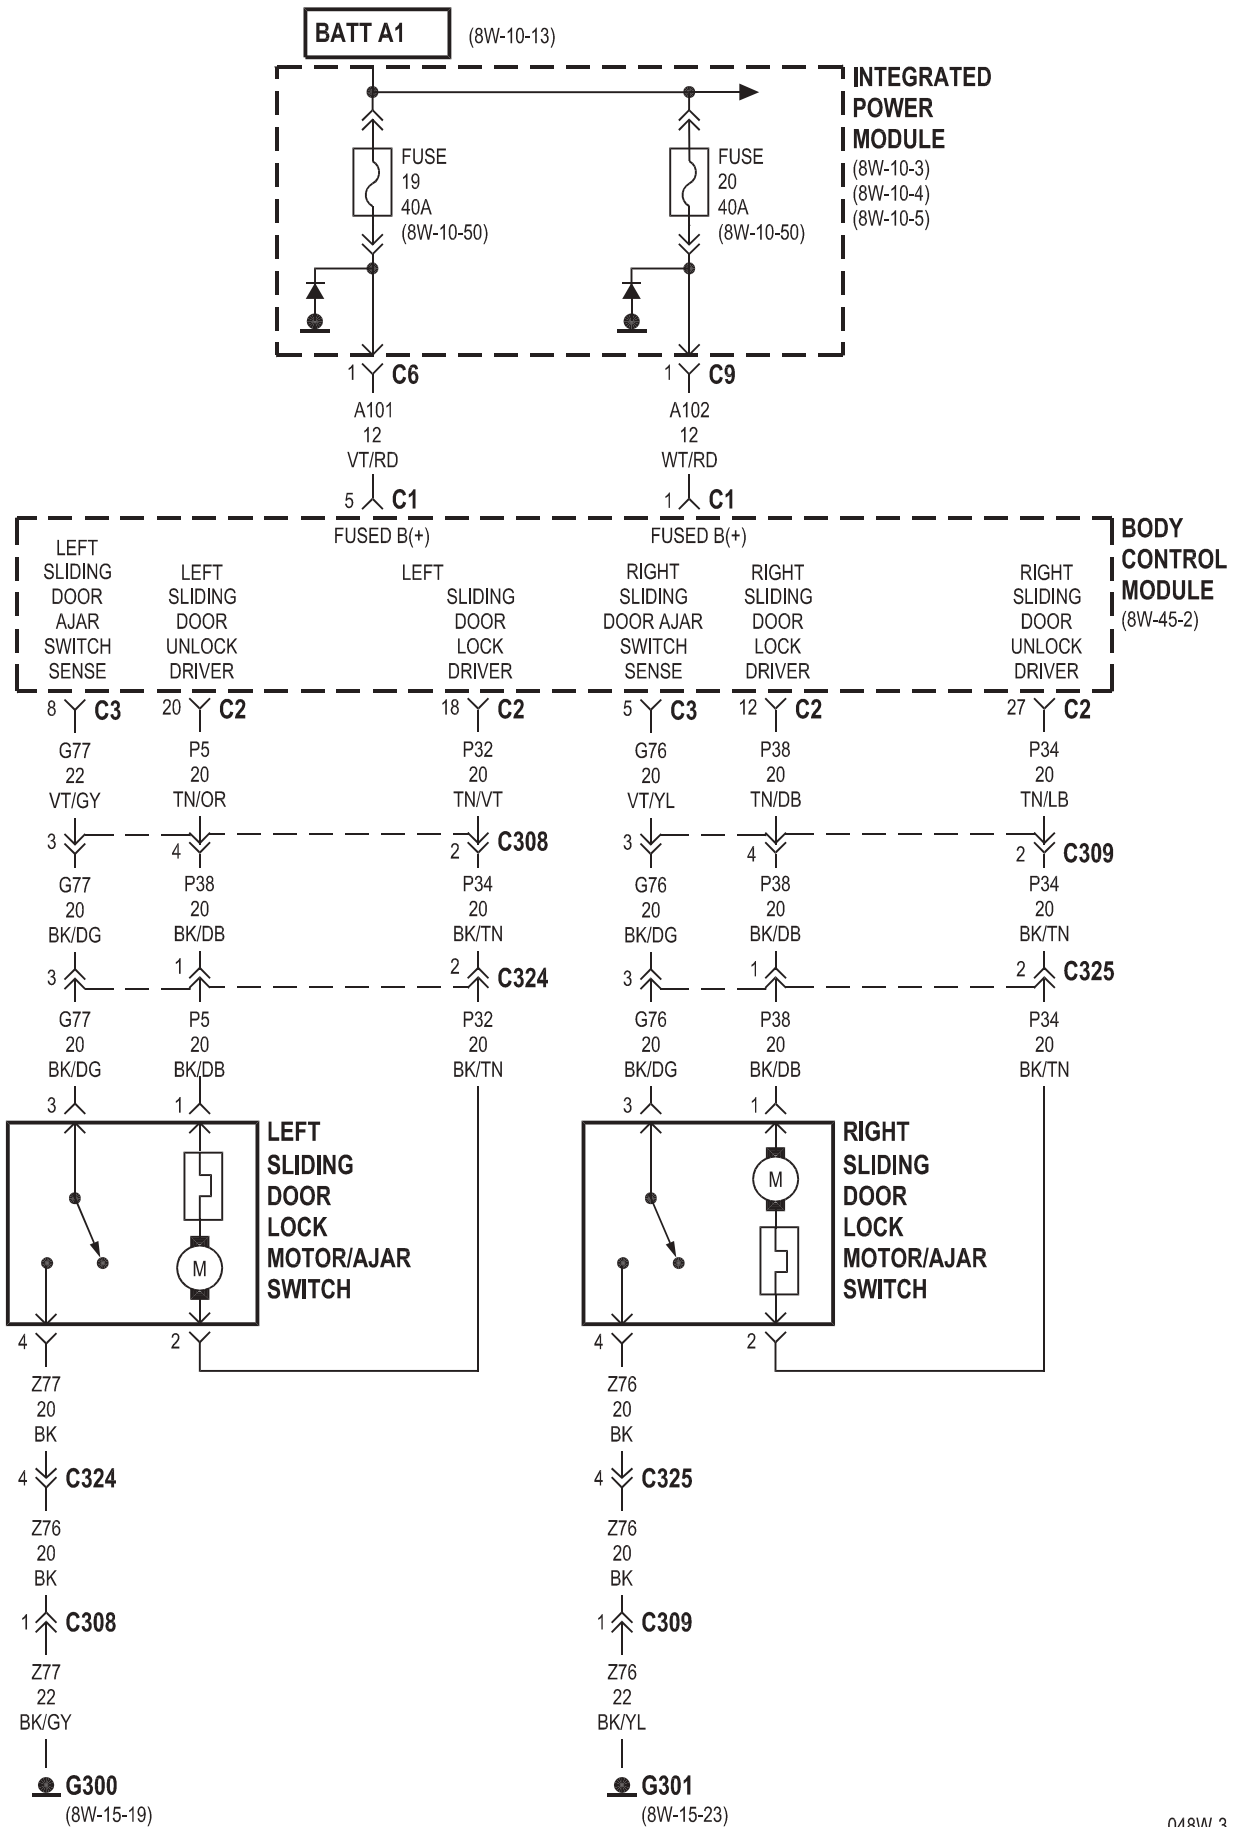 BATT A1 (8W-10-13)
INTEGRATED
POWER
MODULE
(8W-10-3)
(8W-10-4)
(8W-10-5)
FUSE
19
40A
(8W-10-50)
FUSE
20
40A
(8W-10-50)
1 C6
A101
12
VT/RD
5 C1
1 C9
A102
12
WT/RD
1 C1
BODY
CONTROL
MODULE
(8W-45-2)
FUSED B(+)
FUSED B(+)
LEFT
SLIDING
DOOR
AJAR
SWITCH
SENSE
LEFT
SLIDING
DOOR
UNLOCK
DRIVER
LEFT
SLIDING
DOOR
LOCK
DRIVER
RIGHT
SLIDING
DOOR AJAR
SWITCH
SENSE
RIGHT
SLIDING
DOOR
LOCK
DRIVER
RIGHT
SLIDING
DOOR
UNLOCK
DRIVER
8 C3 20 C2 18 C2 5 C3 12 C2 27 C2
G77 P5 P32 G76 P38 P34
22 20 20 20 20 20
VT/GY TN/OR TN/VT VT/YL TN/DB TN/LB
3 4 2 C308 3 4 2 C309
G77 P38 P34 G76 P38 P34
20 20 20 20 20 20
BK/DG BK/DB BK/TN BK/DG BK/DB BK/TN
3 1 2 C324 3 1 2 C325
G77 P5 P32 G76 P38 P34
20 20 20 20 20 20
BK/DG BK/DB BK/TN BK/DG BK/DB BK/TN
3 1 3 1
LEFT
SLIDING
DOOR
LOCK
MOTOR/AJAR
SWITCH
M
RIGHT
SLIDING
DOOR
LOCK
MOTOR/AJAR
SWITCH
M
4 2 4 2
Z77 Z76
20 20
BK BK
4 C324 4 C325
Z76 Z76
20 20
BK BK
1 C308 1 C309
Z77 Z76
22 22
BK/GY BK/YL
G300 G301
(8W-15-19) (8W-15-23)
048W-3